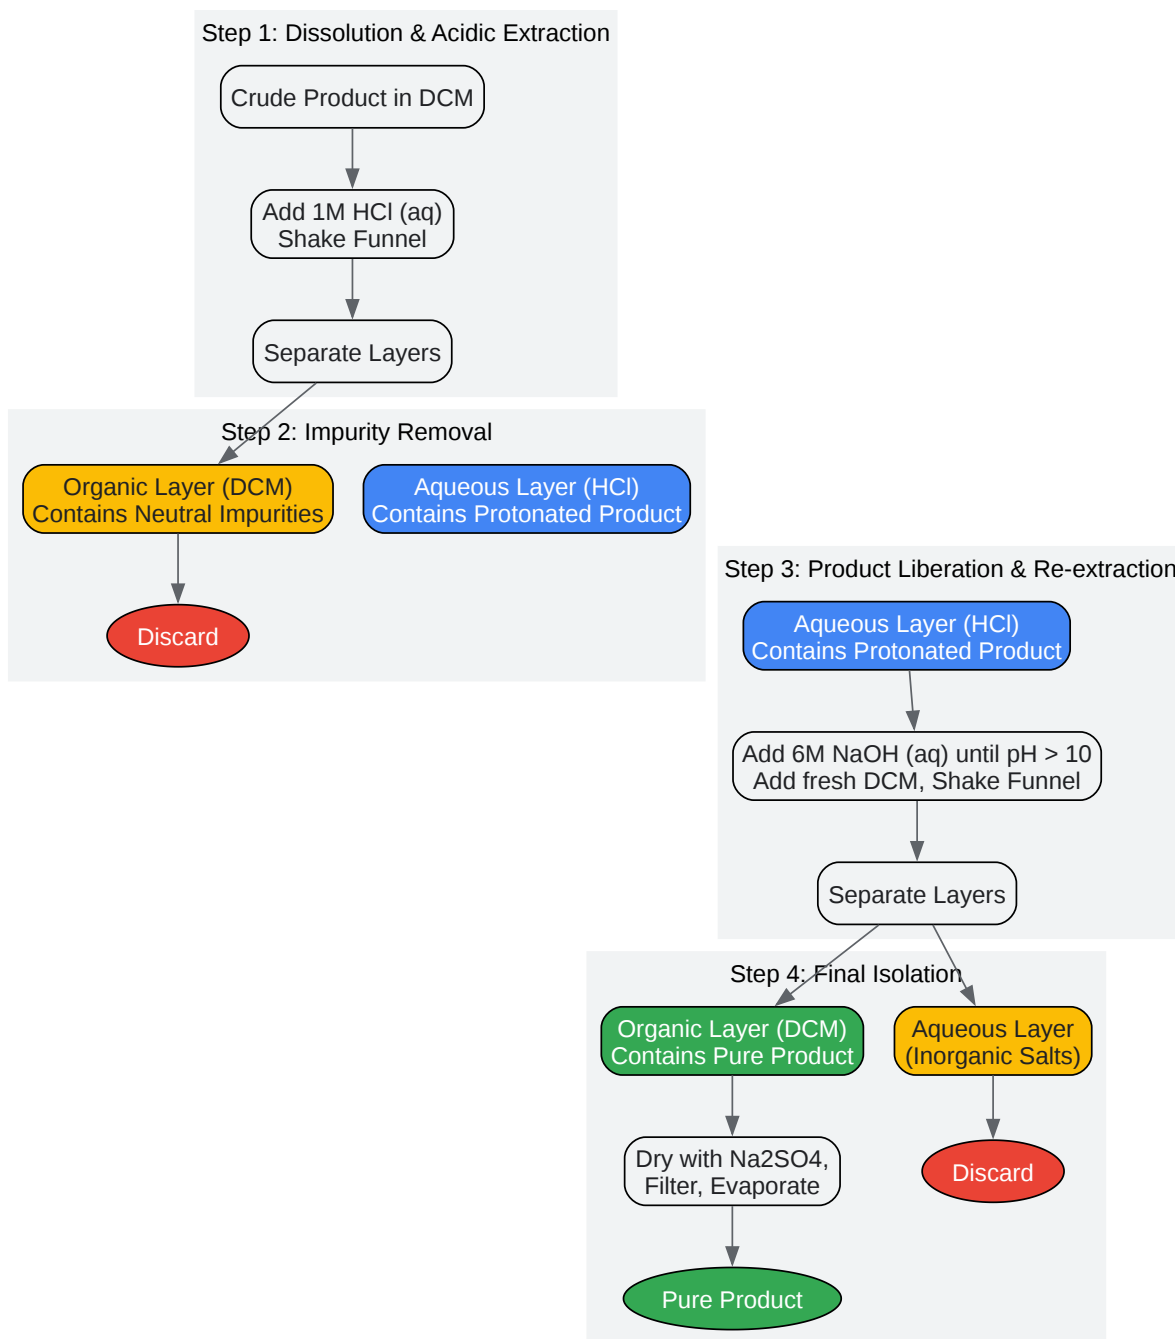 Step 1: Dissolution & Acidic Extraction
Crude Product in DCM
Add 1M HCl (aq)
Shake Funnel
Separate Layers
Step 2: Impurity Removal
Organic Layer (DCM)
Contains Neutral Impurities
Aqueous Layer (HCl)
Contains Protonated Product
Discard
Step 3: Product Liberation & Re-extraction
Aqueous Layer (HCl)
Contains Protonated Product
Add 6M NaOH (aq) until pH > 10
Add fresh DCM, Shake Funnel
Separate Layers
Step 4: Final Isolation
Organic Layer (DCM)
Contains Pure Product
Aqueous Layer
(Inorganic Salts)
Dry with Na2SO4,
Filter, Evaporate
Discard
Pure Product